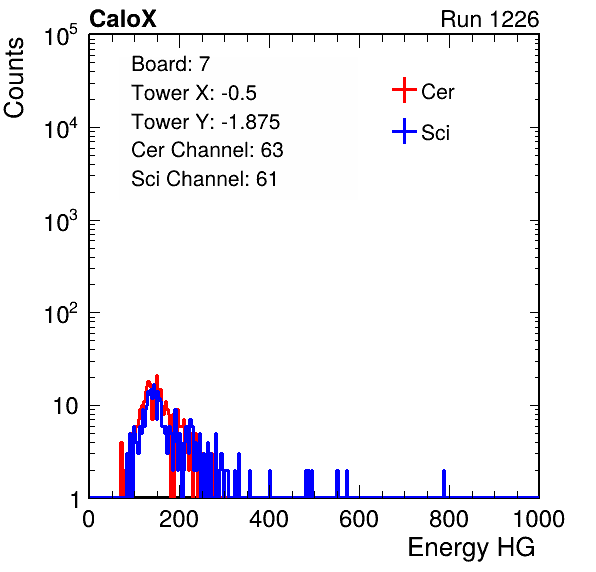 CaloX Run 1226
10^5
10^4
10^3
10^2
10
1
Counts
Board: 7
Tower X: -0.5
Tower Y: -1.875
Cer Channel: 63
Sci Channel: 61
Cer
Sci
0 200 400 600 800 1000
Energy HG